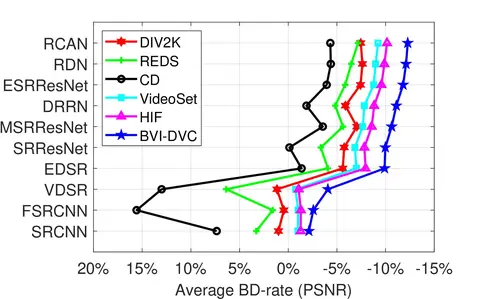 RCAN
RDN
ESRResNet
DRRN
MSRResNet
SRResNet
EDSR
VDSR
FSRCNN
SRCNN
DIV2K
REDS
CD
VideoSet
HIF
BVI-DVC
20% 15% 10% 5% 0% -5% -10% -15%
Average BD-rate (PSNR)